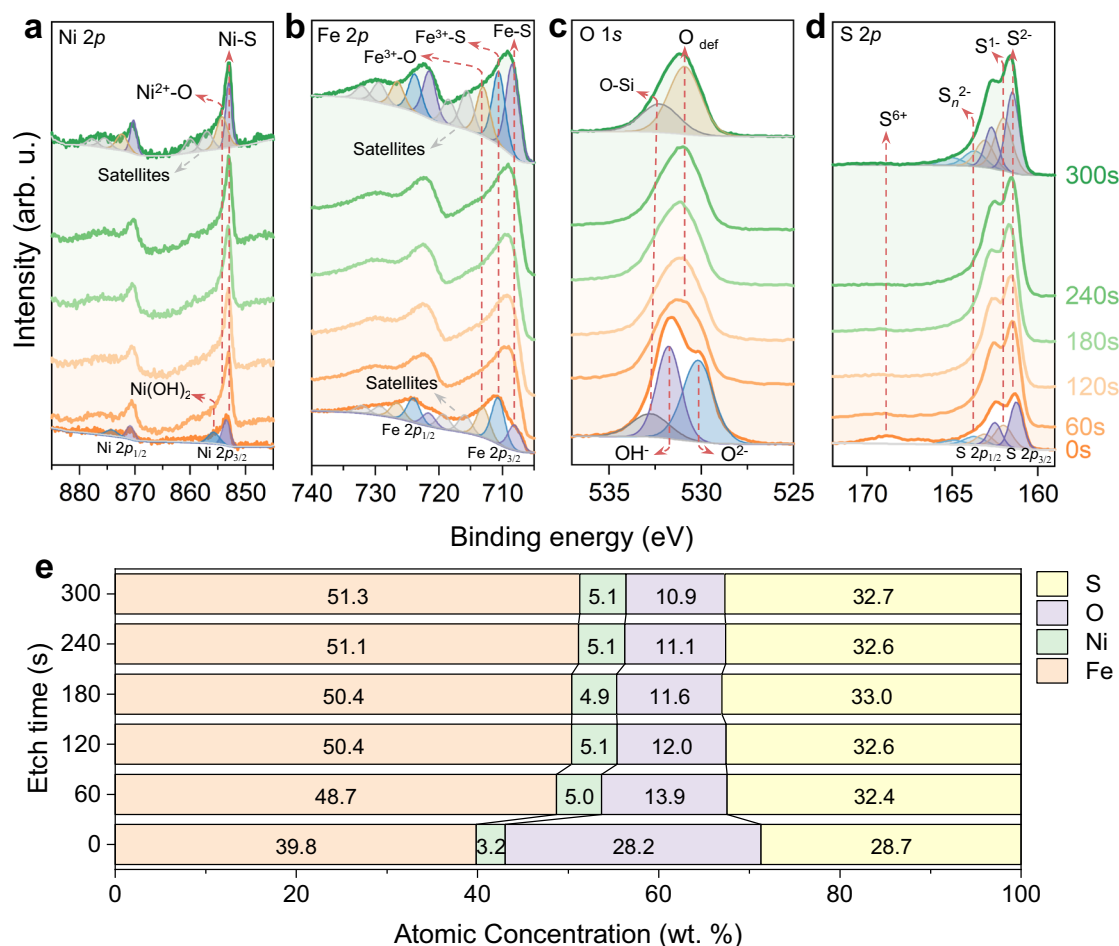 a
Ni 2p
Ni-S
Ni2+-O
Satellites
Ni(OH)2
Ni 2p1/2
Ni 2p3/2
880
870
860
850
b
Fe 2p
Fe3+-S
Fe-S
Fe3+-O
Satellites
Satellites
Fe 2p1/2
Fe 2p3/2
740
730
720
710
c
O 1s
O def
O-Si
OH-
O2-
535
530
525
d
S 2p
S1-
S2-
Sn2-
S6+
S 2p1/2
S 2p3/2
300s
240s
180s
120s
60s
0s
170
165
160
Intensity (arb. u.)
Binding energy (eV)
e
300
51.3
5.1
10.9
32.7
240
51.1
5.1
11.1
32.6
180
50.4
4.9
11.6
33.0
120
50.4
5.1
12.0
32.6
60
48.7
5.0
13.9
32.4
0
39.8
3.2
28.2
28.7
Etch time (s)
0
20
40
60
80
100
Atomic Concentration (wt. %)
S
O
Ni
Fe